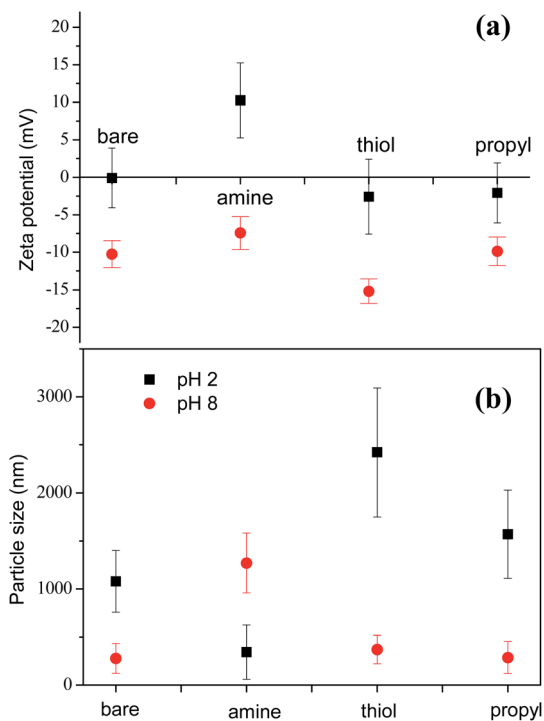 (a)
20
15
10
5
0
-5
-10
-15
-20
Zeta potential (mV)
bare
amine
thiol
propyl
(b)
pH 2
pH 8
3000
2000
1000
0
Particle size (nm)
bare amine thiol propyl